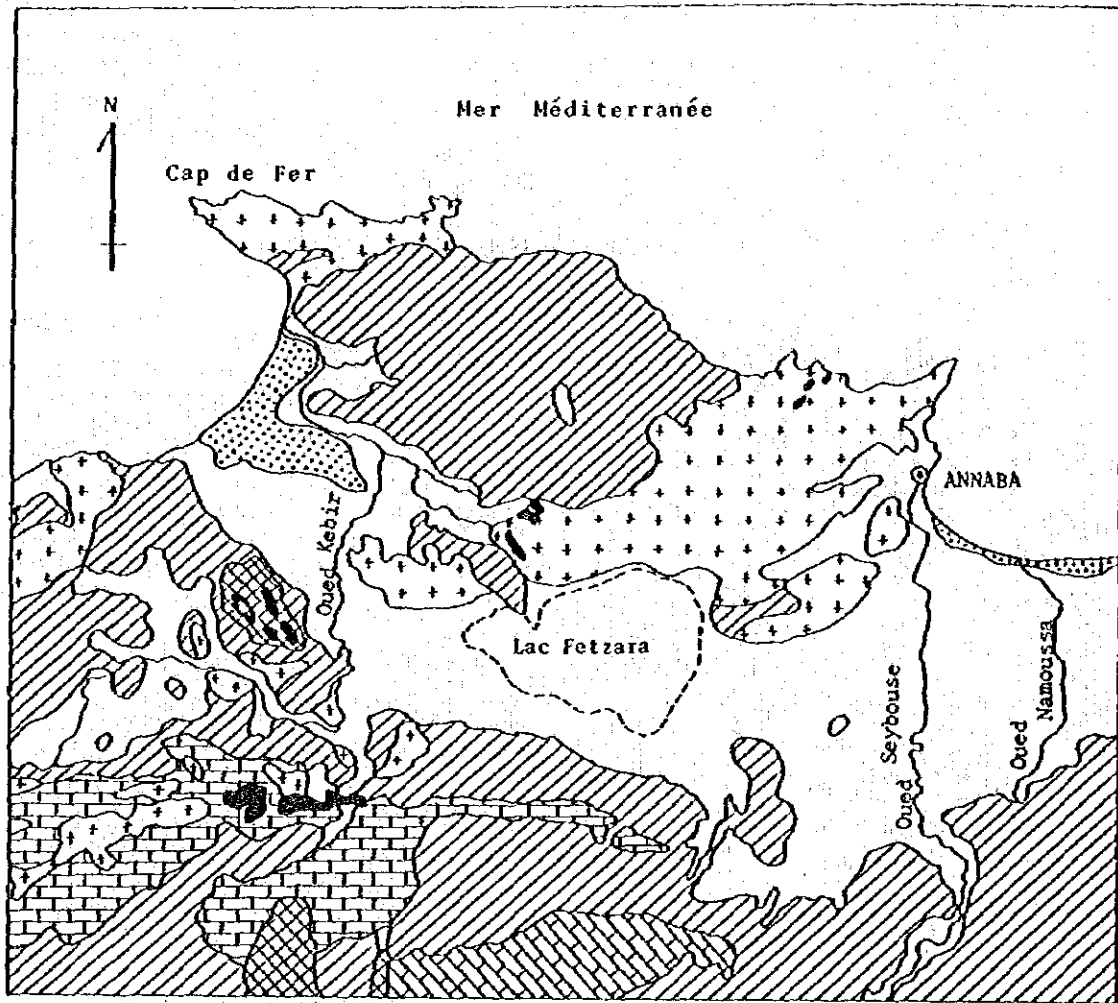 N
Mer Méditerranée
Cap de Fer
ANNABA
Oued Kebir
Lac Fetzara
Oued Seybouse
Oued
Namoussa